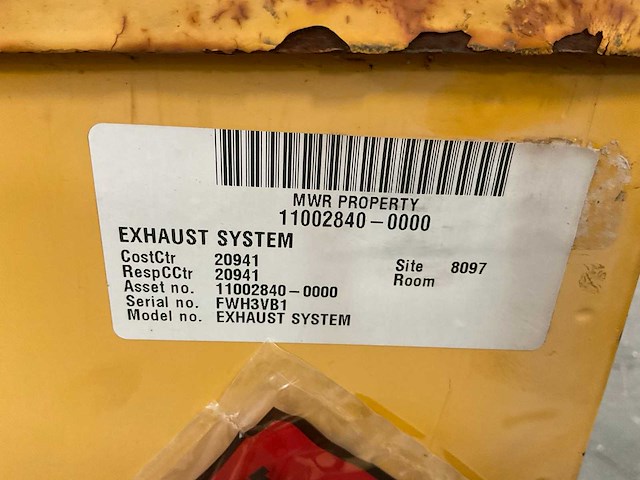 MWR PROPERTY
11002840-0000
EXHAUST SYSTEM
CostCtr 20941
RespCCtr 20941
Asset no. 11002840-0000
Serial no. FWH3VB1
Model no. EXHAUST SYSTEM
Site 8097
Room